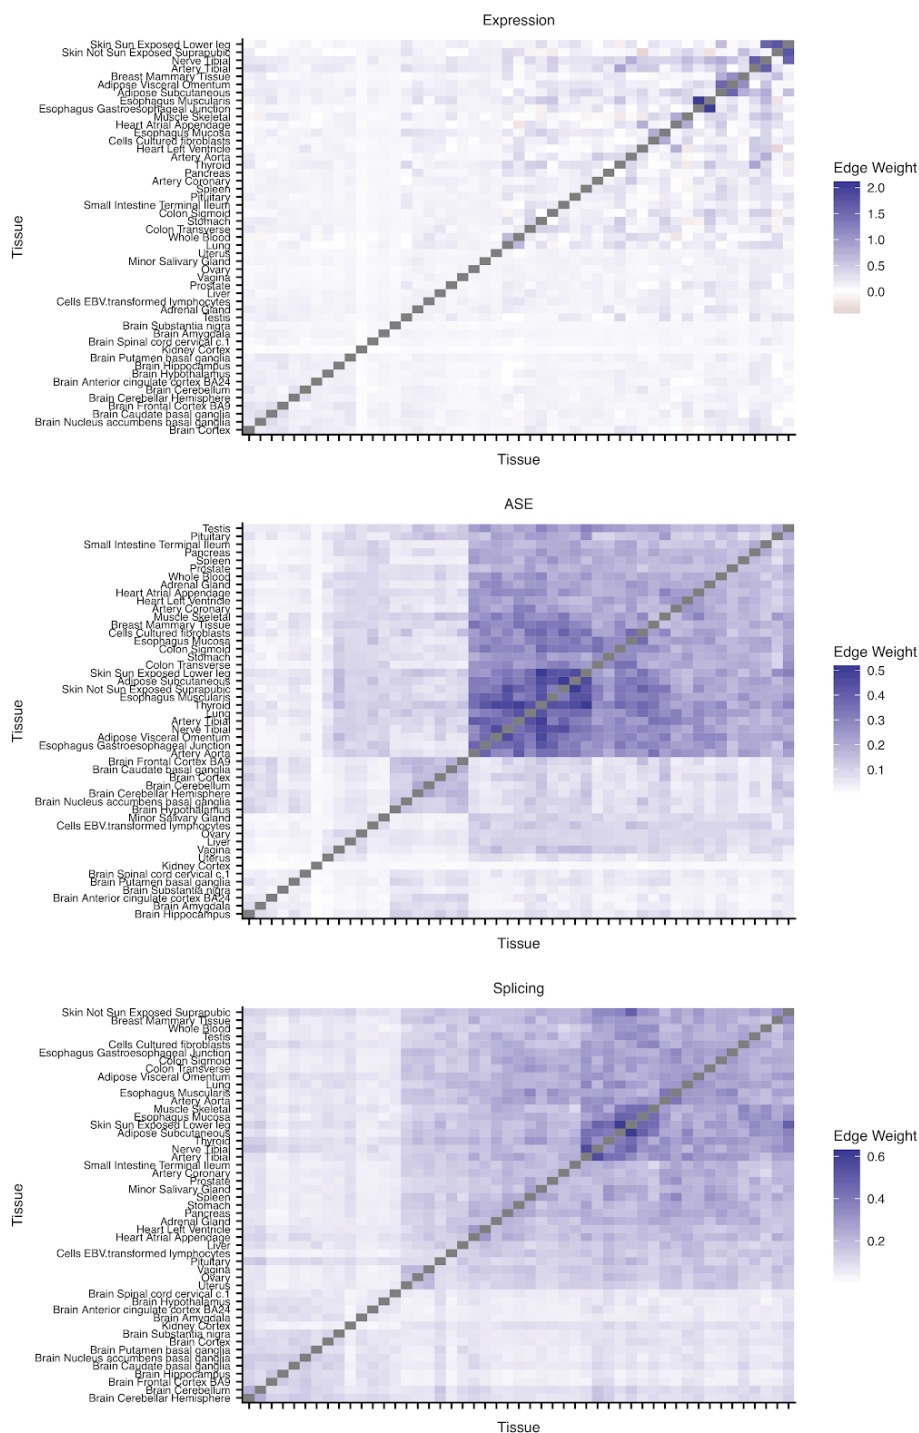 Expression
Skin Sun Exposed Lower leg
Skin Not Sun Exposed Suprapubic
Nerve Tibial
Artery Tibial
Breast Mammary Tissue
Adipose Visceral Omentum
Adipose Subcutaneous
Esophagus Muscularis
Esophagus Gastroesophageal Junction
Muscle Skeletal
Heart Atrial Appendage
Esophagus Mucosa
Cells Cultured fibroblasts
Heart Left Ventricle
Artery Aorta
Thyroid
Pancreas
Artery Coronary
Spleen
Pituitary
Small Intestine Terminal Ileum
Colon Sigmoid
Stomach
Colon Transverse
Whole Blood
Lung
Uterus
Minor Salivary Gland
Ovary
Vagina
Prostate
Liver
Cells EBV.transformed lymphocytes
Adrenal Gland
Testis
Brain Substantia nigra
Brain Amygdala
Brain Spinal cord cervical c.1
Kidney Cortex
Brain Putamen basal ganglia
Brain Hippocampus
Brain Hypothalamus
Brain Anterior cingulate cortex BA24
Brain Cerebellum
Brain Cerebellar Hemisphere
Brain Frontal Cortex BA9
Brain Caudate basal ganglia
Brain Nucleus accumbens basal ganglia
Brain Cortex
Tissue
Tissue
Edge Weight
2.0
1.5
1.0
0.5
0.0
ASE
Testis
Pituitary
Small Intestine Terminal Ileum
Pancreas
Spleen
Prostate
Whole Blood
Adrenal Gland
Heart Atrial Appendage
Heart Left Ventricle
Artery Coronary
Muscle Skeletal
Breast Mammary Tissue
Cells Cultured fibroblasts
Esophagus Mucosa
Colon Sigmoid
Stomach
Colon Transverse
Skin Sun Exposed Lower leg
Adipose Subcutaneous
Skin Not Sun Exposed Suprapubic
Esophagus Muscularis
Thyroid
Lung
Artery Tibial
Nerve Tibial
Adipose Visceral Omentum
Esophagus Gastroesophageal Junction
Artery Aorta
Brain Frontal Cortex BA9
Brain Caudate basal ganglia
Brain Cortex
Brain Cerebellum
Brain Cerebellar Hemisphere
Brain Nucleus accumbens basal ganglia
Brain Hypothalamus
Minor Salivary Gland
Cells EBV.transformed lymphocytes
Ovary
Liver
Vagina
Uterus
Kidney Cortex
Brain Spinal cord cervical c.1
Brain Putamen basal ganglia
Brain Substantia nigra
Brain Anterior cingulate cortex BA24
Brain Amygdala
Brain Hippocampus
Tissue
Tissue
Edge Weight
0.5
0.4
0.3
0.2
0.1
Splicing
Skin Not Sun Exposed Suprapubic
Breast Mammary Tissue
Whole Blood
Testis
Cells Cultured fibroblasts
Esophagus Gastroesophageal Junction
Colon Sigmoid
Colon Transverse
Adipose Visceral Omentum
Lung
Esophagus Muscularis
Artery Aorta
Muscle Skeletal
Esophagus Mucosa
Skin Sun Exposed Lower leg
Adipose Subcutaneous
Thyroid
Nerve Tibial
Artery Tibial
Small Intestine Terminal Ileum
Artery Coronary
Prostate
Minor Salivary Gland
Spleen
Stomach
Pancreas
Adrenal Gland
Heart Left Ventricle
Heart Atrial Appendage
Liver
Cells EBV.transformed lymphocytes
Pituitary
Vagina
Ovary
Uterus
Brain Spinal cord cervical c.1
Brain Hypothalamus
Brain Anterior cingulate cortex BA24
Brain Amygdala
Kidney Cortex
Brain Substantia nigra
Brain Cortex
Brain Putamen basal ganglia
Brain Nucleus accumbens basal ganglia
Brain Caudate basal ganglia
Brain Hippocampus
Brain Frontal Cortex BA9
Brain Cerebellum
Brain Cerebellar Hemisphere
Tissue
Tissue
Edge Weight
0.6
0.4
0.2